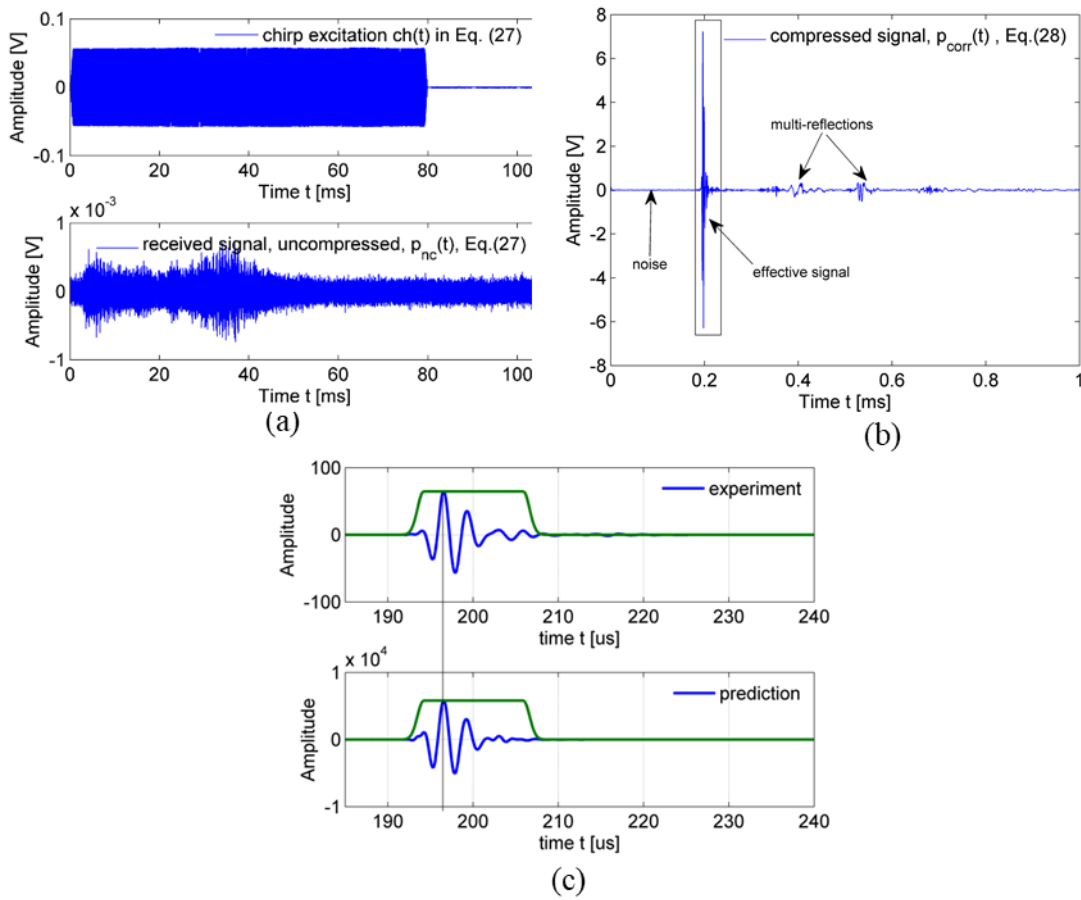 0.1
0
-0.1
Amplitude [V]
chirp excitation ch(t) in Eq. (27)
0 20 40 60 80 100
Time t [ms]
x 10⁻³
1
0
-1
Amplitude [V]
received signal, uncompressed, p_nc(t), Eq.(27)
0 20 40 60 80 100
Time t [ms]
(a)
8
6
4
2
0
-2
-4
-6
-8
Amplitude [V]
compressed signal, p_corr(t) , Eq.(28)
multi-reflections
noise
effective signal
0 0.2 0.4 0.6 0.8 1
Time t [ms]
(b)
100
0
-100
Amplitude
experiment
190 200 210 220 230 240
time t [us]
x 10⁴
1
0
-1
Amplitude
prediction
190 200 210 220 230 240
time t [us]
(c)